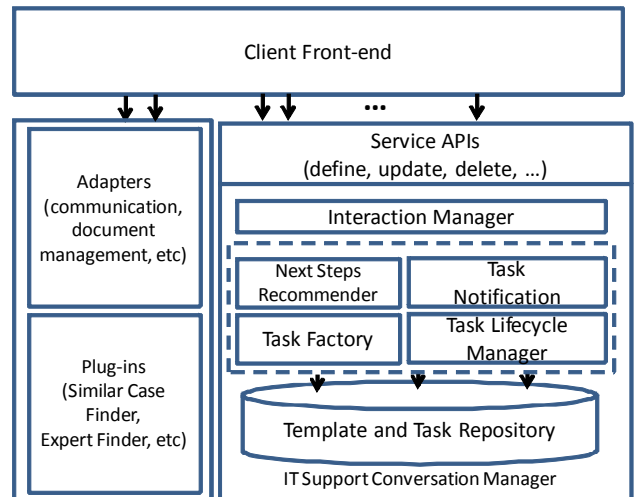 Client Front-end
...
Adapters
(communication,
document
management, etc)
Plug-ins
(Similar Case
Finder,
Expert Finder, etc)
Service APIs
(define, update, delete, ...)
Interaction Manager
Next Steps
Recommender
Task
Notification
Task Factory
Task Lifecycle
Manager
Template and Task Repository
IT Support Conversation Manager